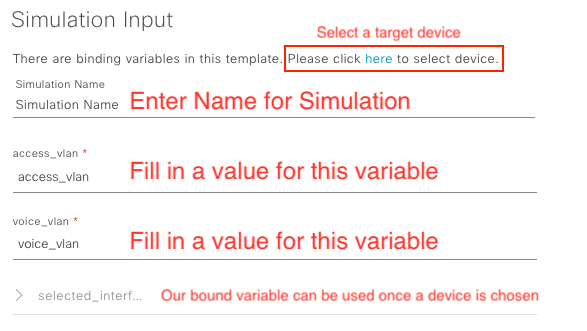 Simulation Input
Select a target device
There are binding variables in this template. Please click here to select device.
Simulation Name
Simulation Name Enter Name for Simulation
access_vlan *
access_vlan Fill in a value for this variable
voice_vlan *
voice_vlan Fill in a value for this variable
selected_interf... Our bound variable can be used once a device is chosen